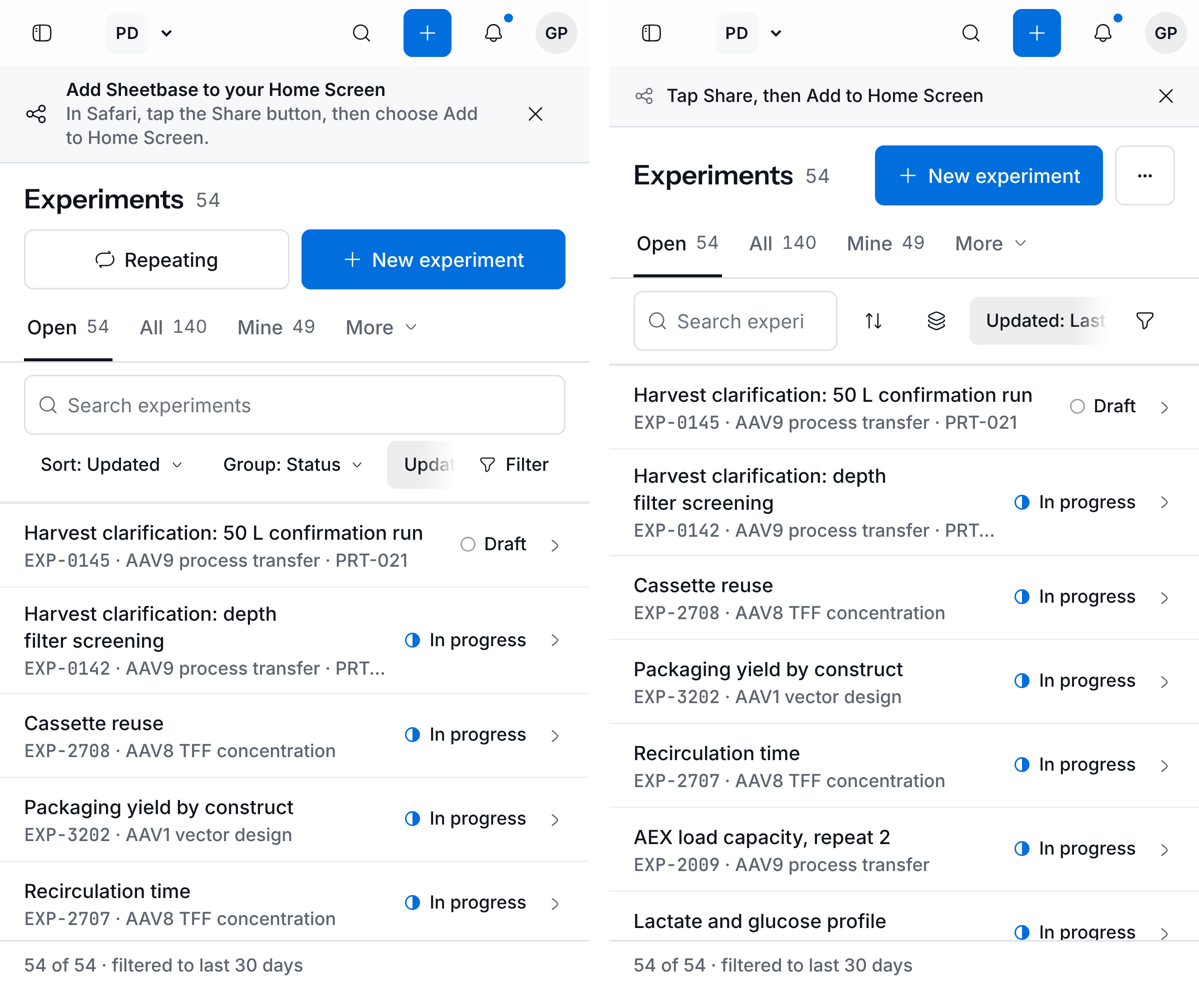 PD
GP
Add Sheetbase to your Home Screen
In Safari, tap the Share button, then choose Add
to Home Screen.
Experiments 54
Repeating
New experiment
Open 54 All 140 Mine 49 More
Search experiments
Sort: Updated Group: Status Updat Filter
Harvest clarification: 50 L confirmation run
EXP-0145 · AAV9 process transfer · PRT-021
Draft
Harvest clarification: depth
filter screening
EXP-0142 · AAV9 process transfer · PRT...
In progress
Cassette reuse
EXP-2708 · AAV8 TFF concentration
In progress
Packaging yield by construct
EXP-3202 · AAV1 vector design
In progress
Recirculation time
EXP-2707 · AAV8 TFF concentration
In progress
54 of 54 · filtered to last 30 days
PD
GP
Tap Share, then Add to Home Screen
Experiments 54
New experiment
Open 54 All 140 Mine 49 More
Search experi
Updated: Last
Harvest clarification: 50 L confirmation run
EXP-0145 · AAV9 process transfer · PRT-021
Draft
Harvest clarification: depth
filter screening
EXP-0142 · AAV9 process transfer · PRT...
In progress
Cassette reuse
EXP-2708 · AAV8 TFF concentration
In progress
Packaging yield by construct
EXP-3202 · AAV1 vector design
In progress
Recirculation time
EXP-2707 · AAV8 TFF concentration
In progress
AEX load capacity, repeat 2
EXP-2009 · AAV9 process transfer
In progress
Lactate and glucose profile
In progress
54 of 54 · filtered to last 30 days